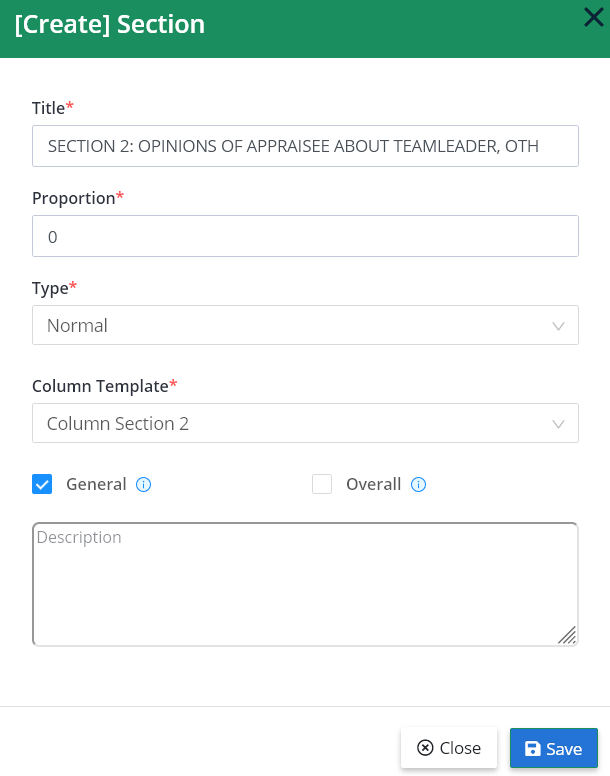 [Create] Section
Title*
SECTION 2: OPINIONS OF APPRAISEE ABOUT TEAMLEADER, OTH
Proportion*
0
Type*
Normal
Column Template*
Column Section 2
General Overall
Description
Close Save